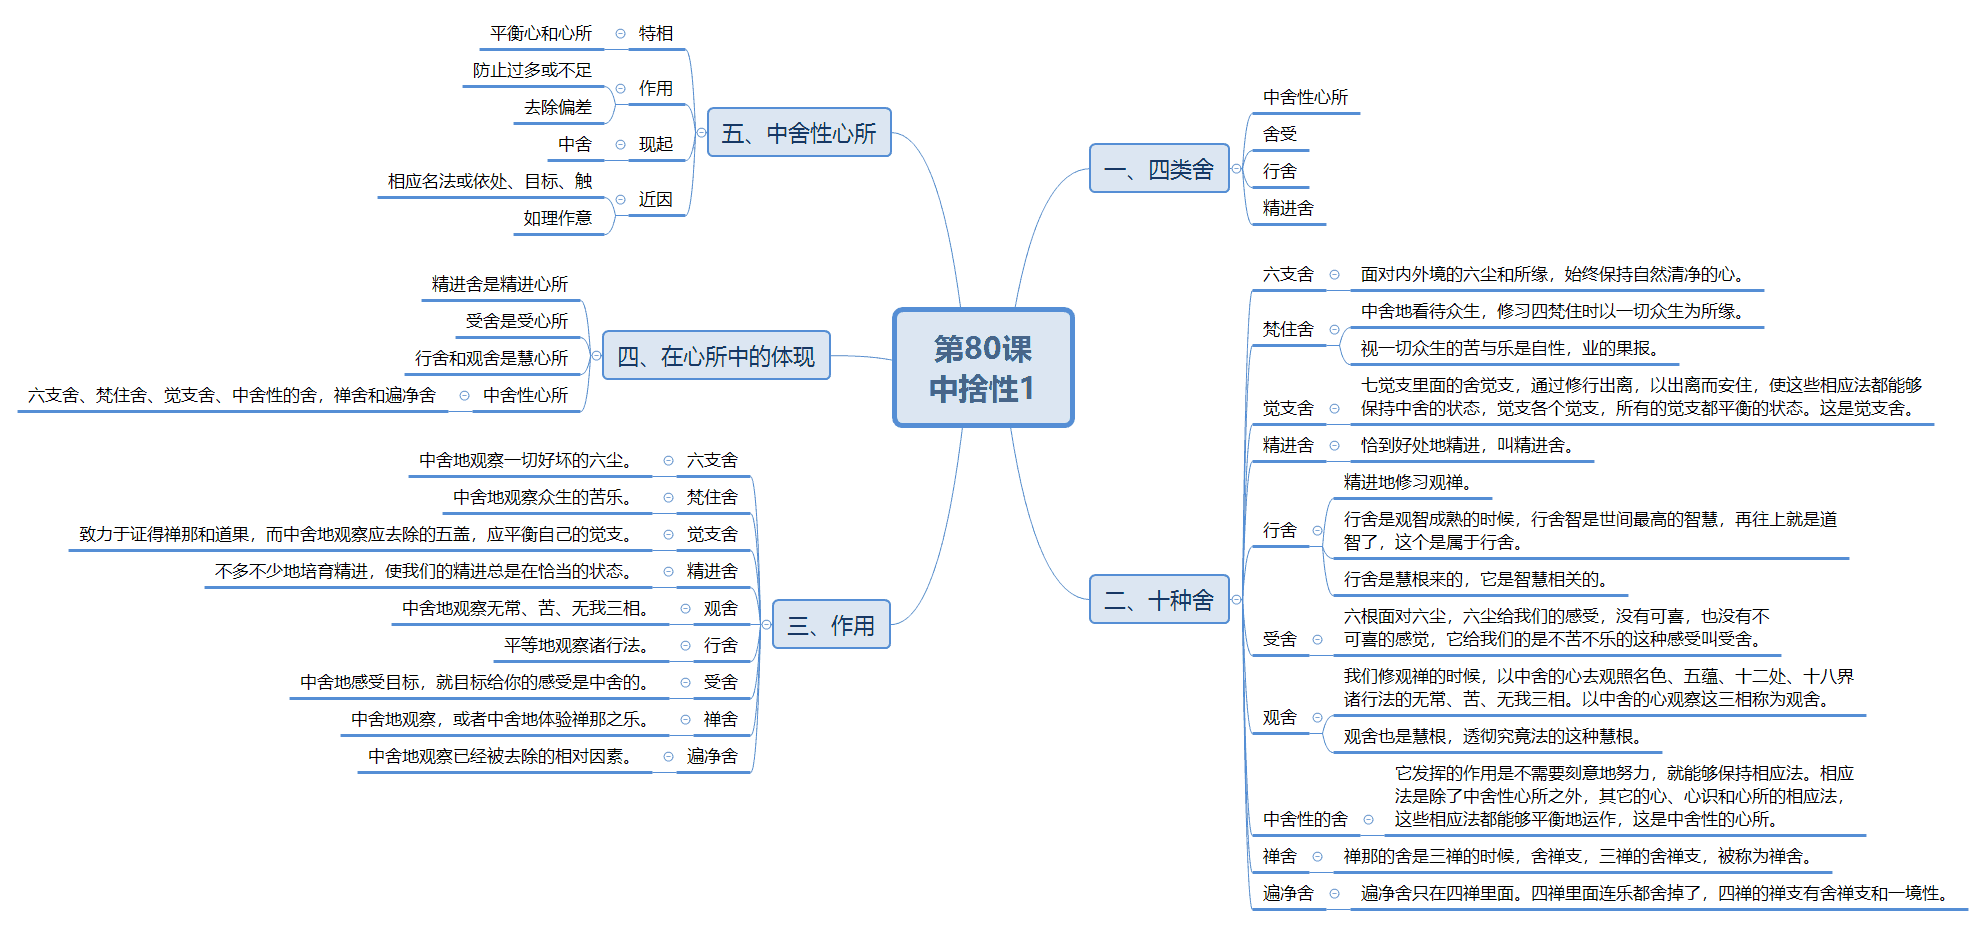 第80课
中捨性1
一、四类舍
中舍性心所
舍受
行舍
精进舍
二、十种舍
六支舍
面对内外境的六尘和所缘，始终保持自然清净的心。
梵住舍
中舍地看待众生，修习四梵住时以一切众生为所缘。
视一切众生的苦与乐是自性，业的果报。
觉支舍
七觉支里面的舍觉支，通过修行出离，以出离而安住，使这些相应法都能够
保持中舍的状态，觉支各个觉支，所有的觉支都平衡的状态。这是觉支舍。
精进舍
恰到好处地精进，叫精进舍。
行舍
精进地修习观禅。
行舍是观智成熟的时候，行舍智是世间最高的智慧，再往上就是道
智了，这个是属于行舍。
行舍是慧根来的，它是智慧相关的。
受舍
六根面对六尘，六尘给我们的感受，没有可喜，也没有不
可喜的感觉，它给我们的是不苦不乐的这种感受叫受舍。
观舍
我们修观禅的时候，以中舍的心去观照名色、五蕴、十二处、十八界
诸行法的无常、苦、无我三相。以中舍的心观察这三相称为观舍。
观舍也是慧根，透彻究竟法的这种慧根。
中舍性的舍
它发挥的作用是不需要刻意地努力，就能够保持相应法。相应
法是除了中舍性心所之外，其它的心、心识和心所的相应法，
这些相应法都能够平衡地运作，这是中舍性的心所。
禅舍
禅那的舍是三禅的时候，舍禅支，三禅的舍禅支，被称为禅舍。
遍净舍
遍净舍只在四禅里面。四禅里面连乐都舍掉了，四禅的禅支有舍禅支和一境性。
三、作用
六支舍
中舍地观察一切好坏的六尘。
梵住舍
中舍地观察众生的苦乐。
觉支舍
致力于证得禅那和道果，而中舍地观察应去除的五盖，应平衡自己的觉支。
精进舍
不多不少地培育精进，使我们的精进总是在恰当的状态。
观舍
中舍地观察无常、苦、无我三相。
行舍
平等地观察诸行法。
受舍
中舍地感受目标，就目标给你的感受是中舍的。
禅舍
中舍地观察，或者中舍地体验禅那之乐。
遍净舍
中舍地观察已经被去除的相对因素。
四、在心所中的体现
精进舍是精进心所
受舍是受心所
行舍和观舍是慧心所
中舍性心所
六支舍、梵住舍、觉支舍、中舍性的舍，禅舍和遍净舍
五、中舍性心所
特相
平衡心和心所
作用
防止过多或不足
去除偏差
现起
中舍
近因
相应名法或依处、目标、触
如理作意